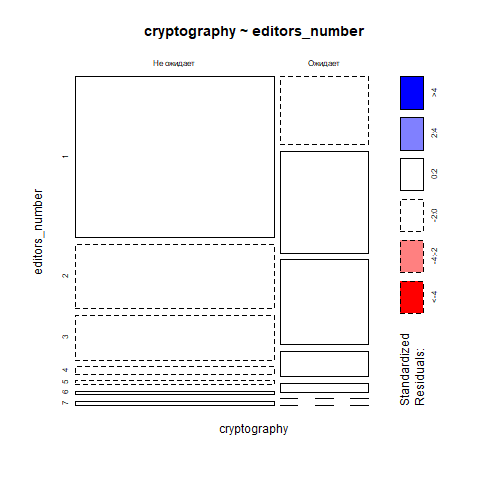 cryptography ~ editors_number
Не ожидает
Ожидает
editors_number
1
2
3
4
5
6
7
cryptography
>4
2:4
0:2
-2:0
-4:-2
<-4
Standardized
Residuals: